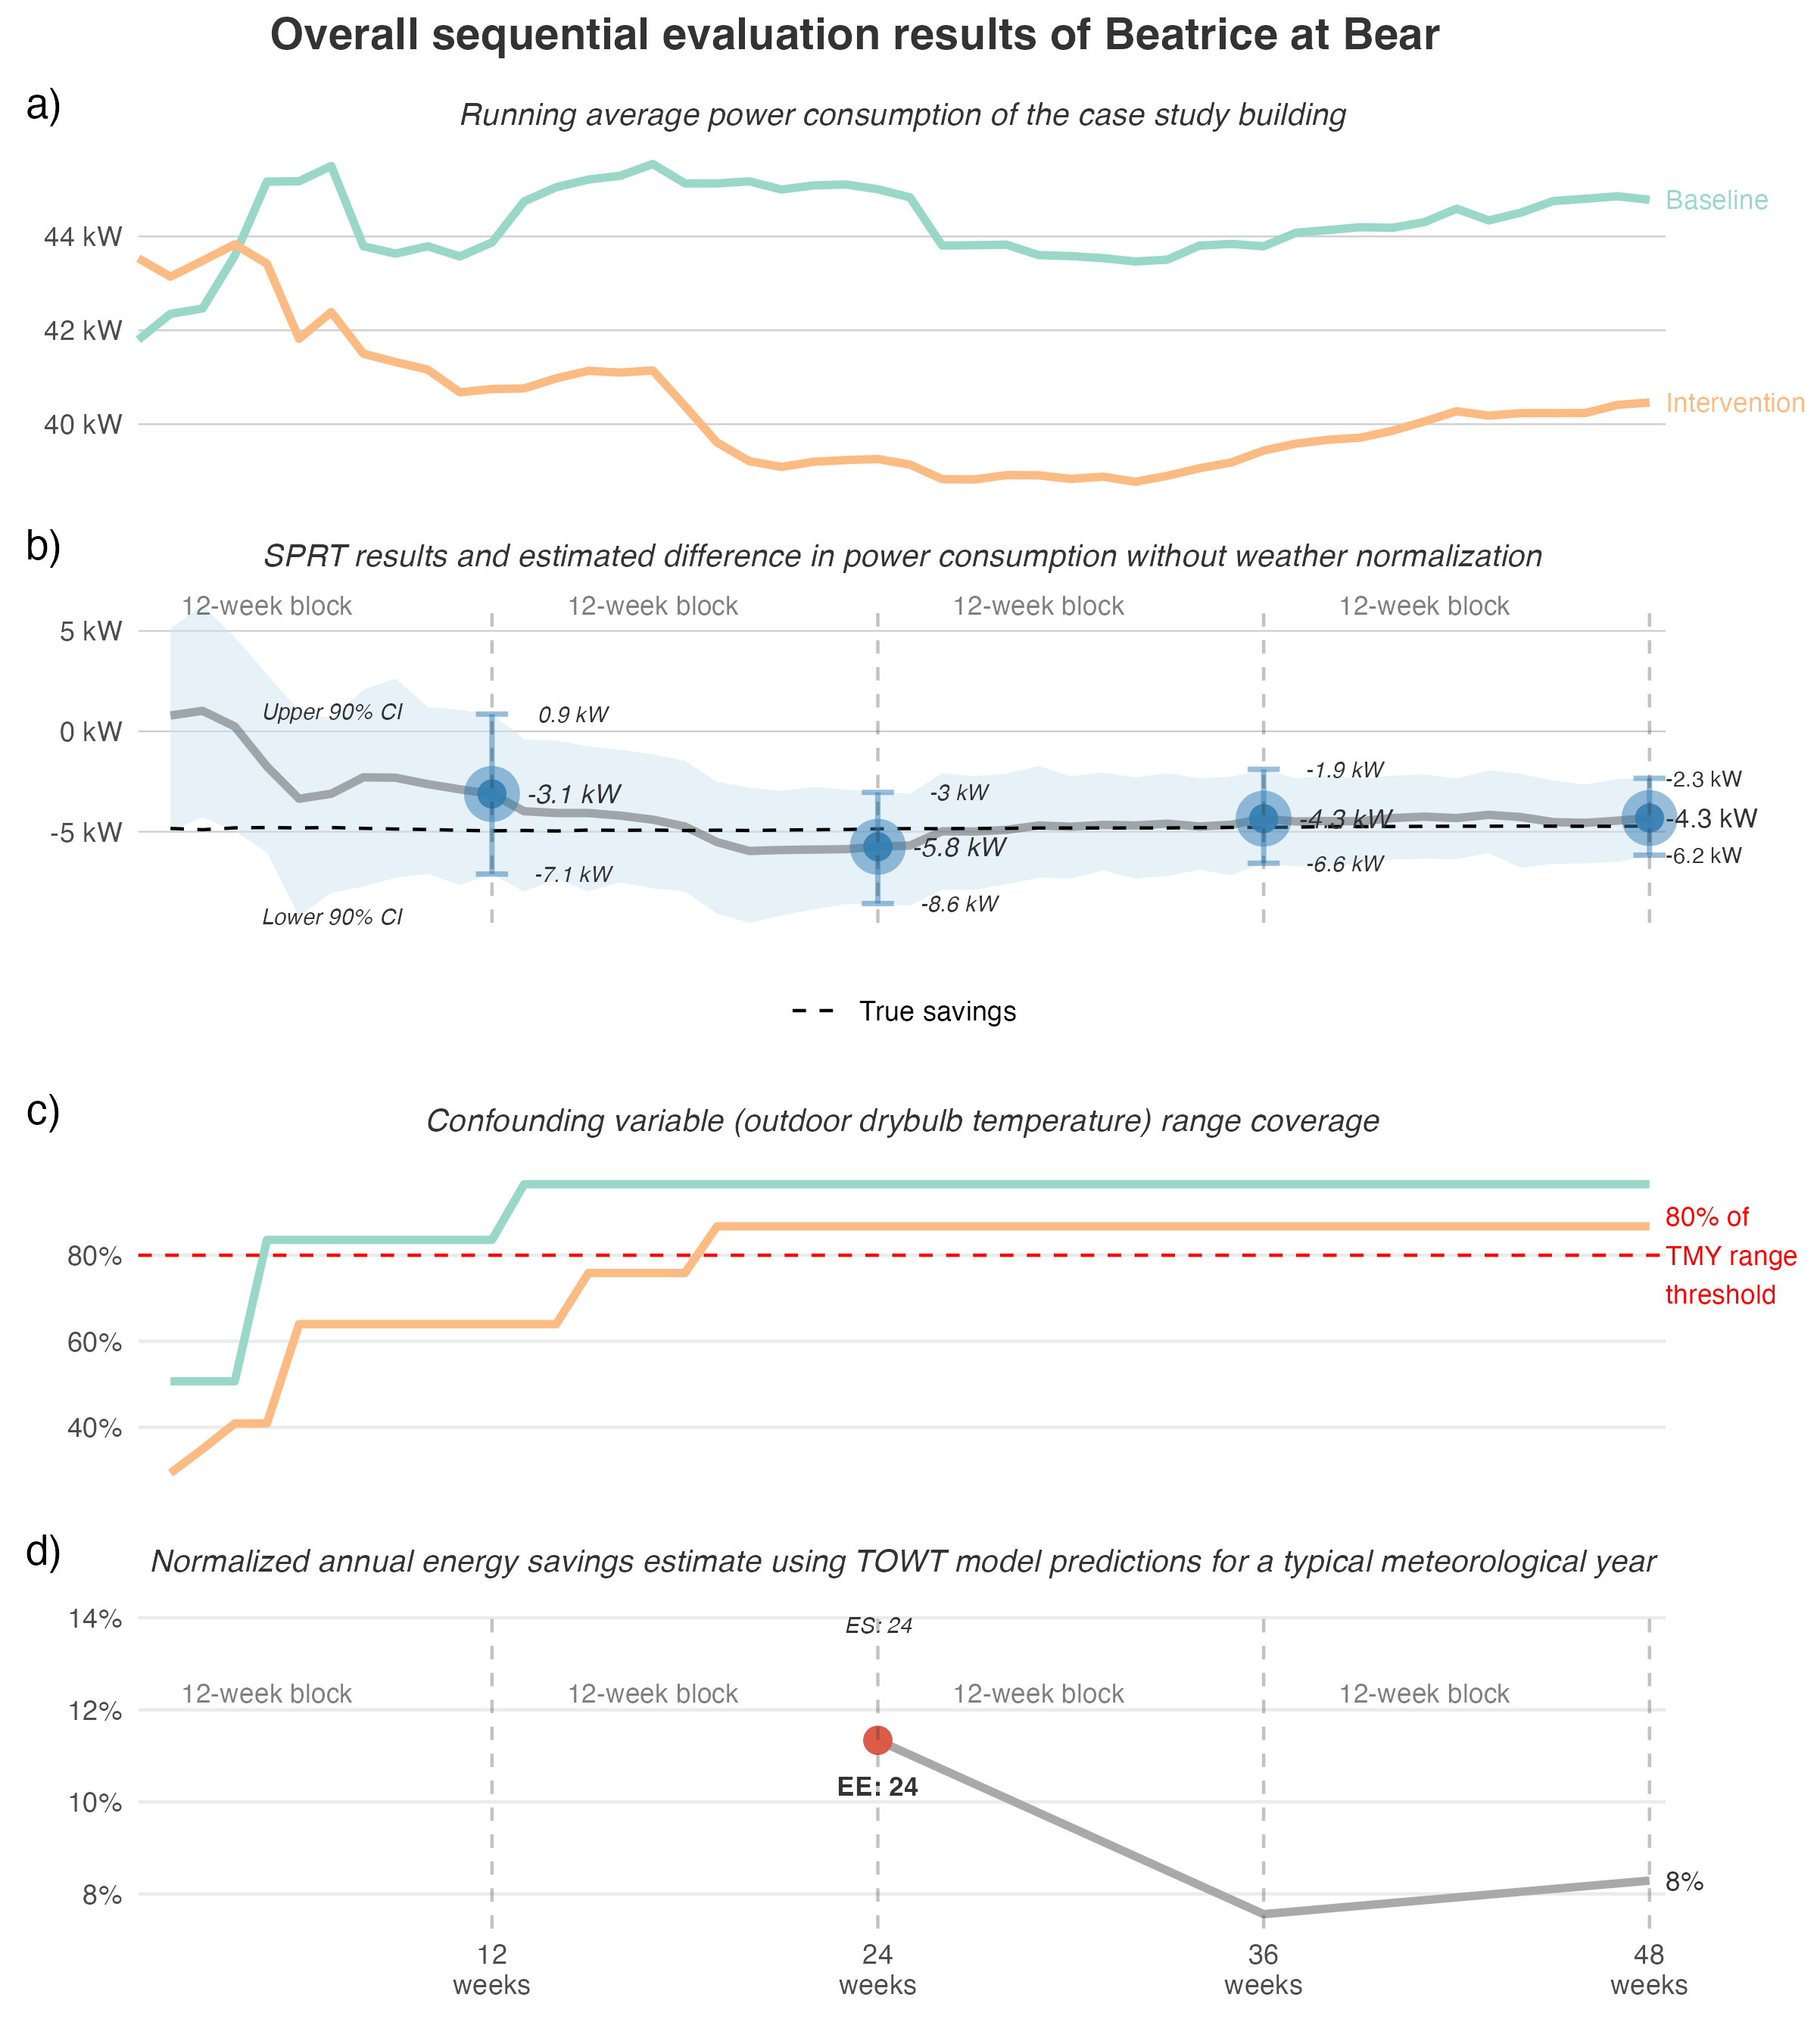 Overall sequential evaluation results of Beatrice at Bear
a)
Running average power consumption of the case study building
44 kW
42 kW
40 kW
Baseline
Intervention
b)
SPRT results and estimated difference in power consumption without weather normalization
12-week block 12-week block 12-week block 12-week block
5 kW
0 kW
-5 kW
Upper 90% CI
Lower 90% CI
0.9 kW
-3.1 kW
-7.1 kW
-3 kW
-5.8 kW
-8.6 kW
-1.9 kW
-4.3 kW
-6.6 kW
-2.3 kW
-4.3 kW
-6.2 kW
True savings
c)
Confounding variable (outdoor drybulb temperature) range coverage
80%
60%
40%
80% of
TMY range
threshold
d)
Normalized annual energy savings estimate using TOWT model predictions for a typical meteorological year
14%
12%
10%
8%
ES: 24
12-week block 12-week block 12-week block 12-week block
EE: 24
8%
12
weeks
24
weeks
36
weeks
48
weeks